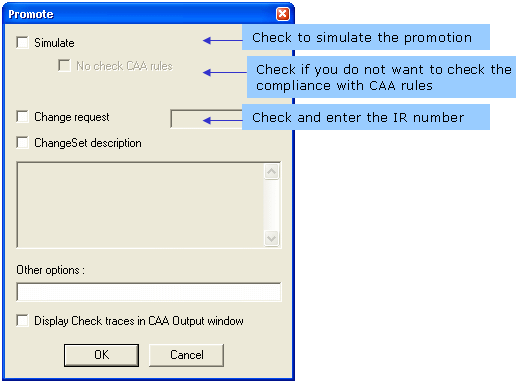 Promote
Simulate
Check to simulate the promotion
No check CAA rules
Check if you do not want to check the
compliance with CAA rules
Change request
Check and enter the IR number
ChangeSet description
Other options :
Display Check traces in CAA Output window
OK
Cancel